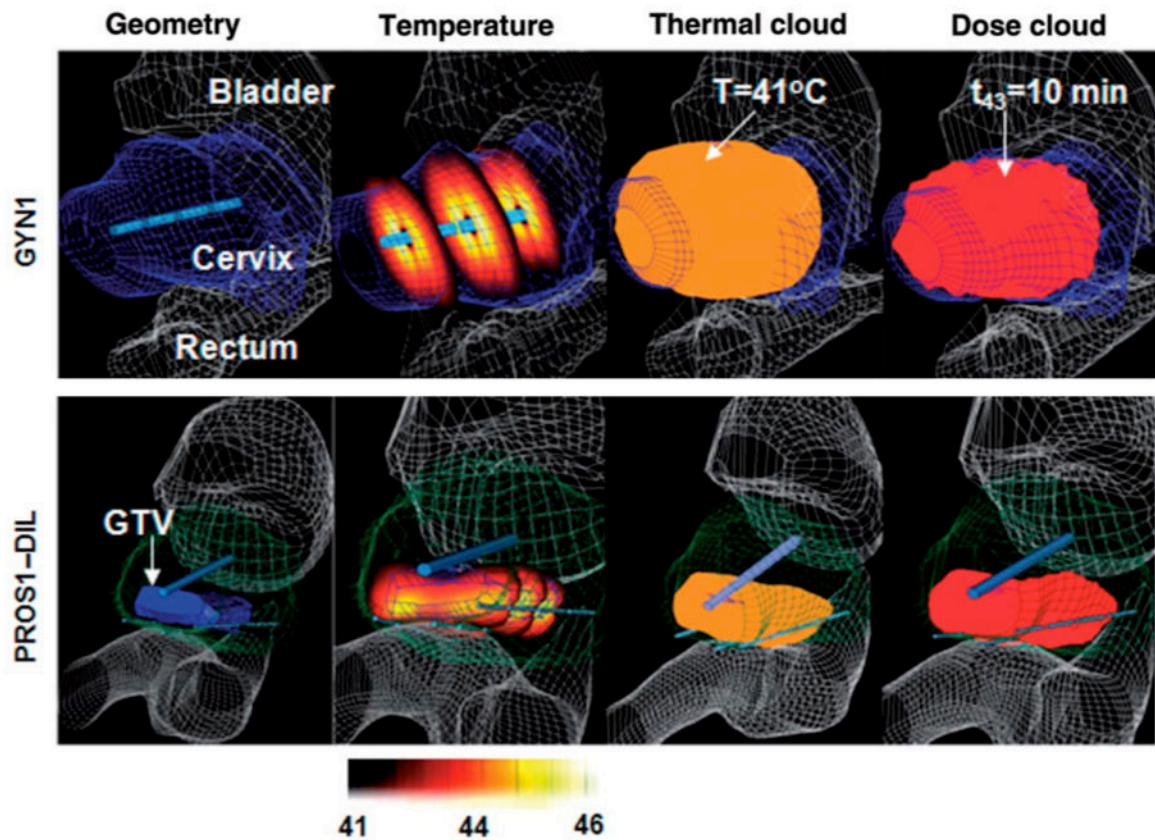 Geometry Temperature Thermal cloud Dose cloud
GYN1
Bladder
Cervix
Rectum
T=41°C
t₄₃=10 min
PROS1–DIL
GTV
41 44 46